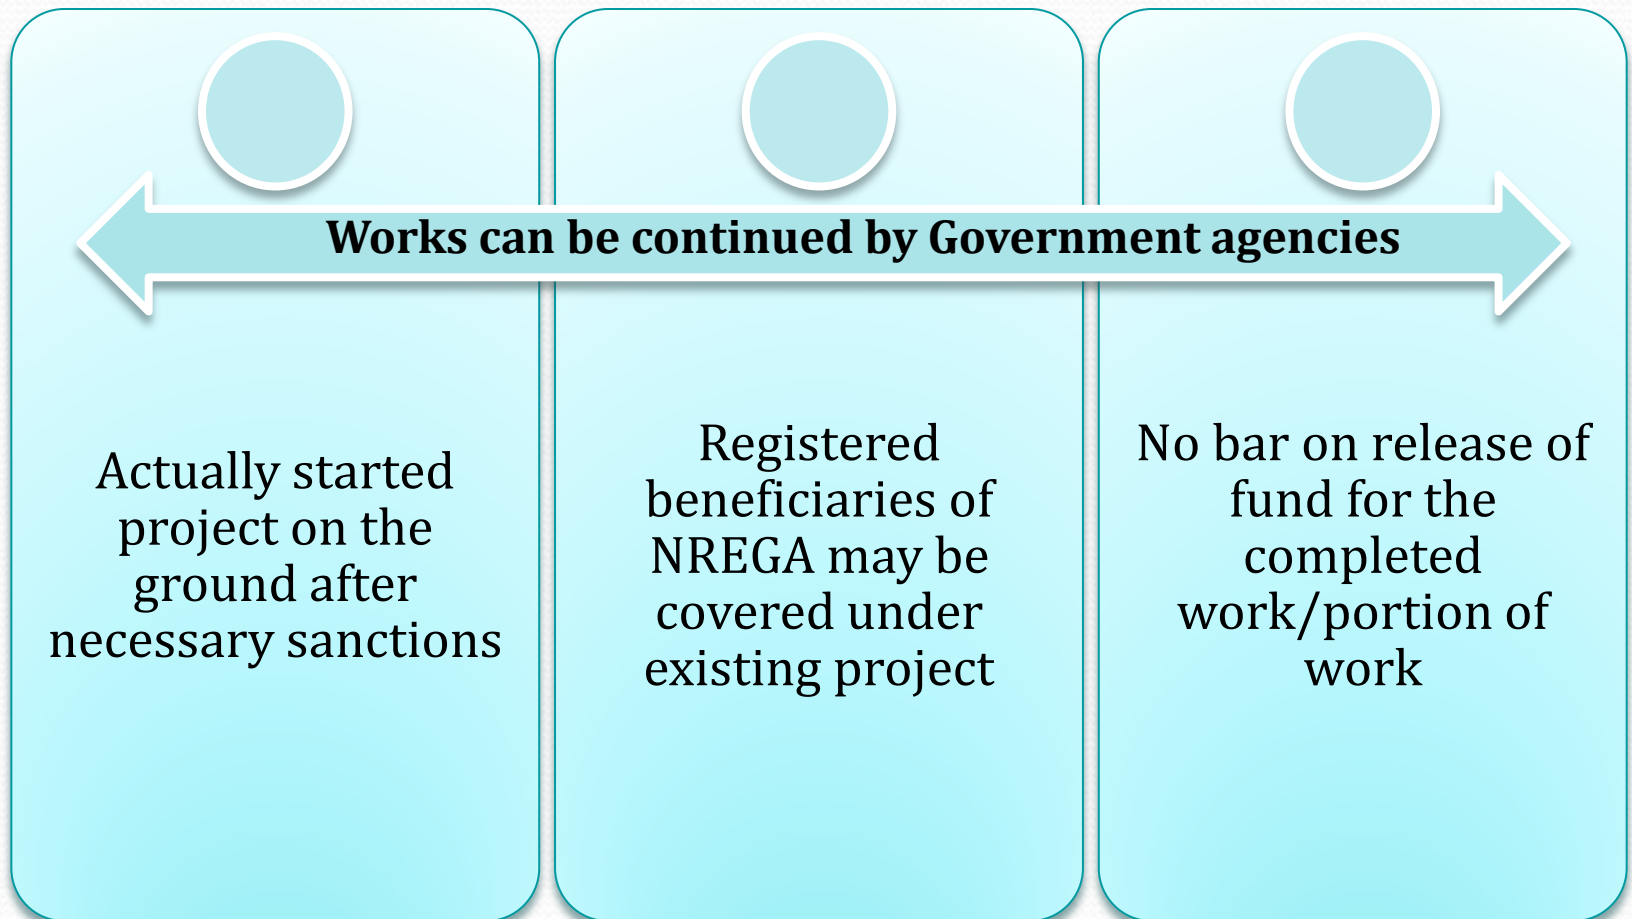 Works can be continued by Government agencies
Actually started
project on the
ground after
necessary sanctions
Registered
beneficiaries of
NREGA may be
covered under
existing project
No bar on release of
fund for the
completed
work/portion of
work